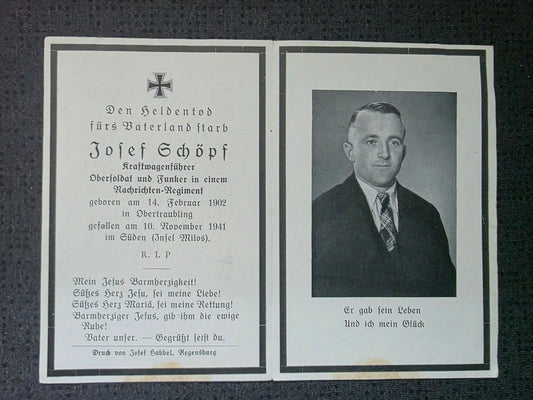 Den Heldentod
fürs Vaterland starb
Josef Schöpf
Kraftwagenführer
Obersoldat und Funker in einem
Nachrichten-Regiment
geboren am 14. Februar 1902
in Obertraubling
gefallen am 10. November 1941
im Süden (Insel Milos).
R. I. P
Mein Jesus Barmherzigkeit!
Süßes Herz Jesu, sei meine Liebe!
Süßes Herz Mariä, sei meine Rettung!
Barmherziger Jesus, gib ihm die ewige
Ruhe!
Vater unser. — Gegrüßt seist du.
Druck von Josef Habbel, Regensburg
Er gab sein Leben
Und ich mein Glück